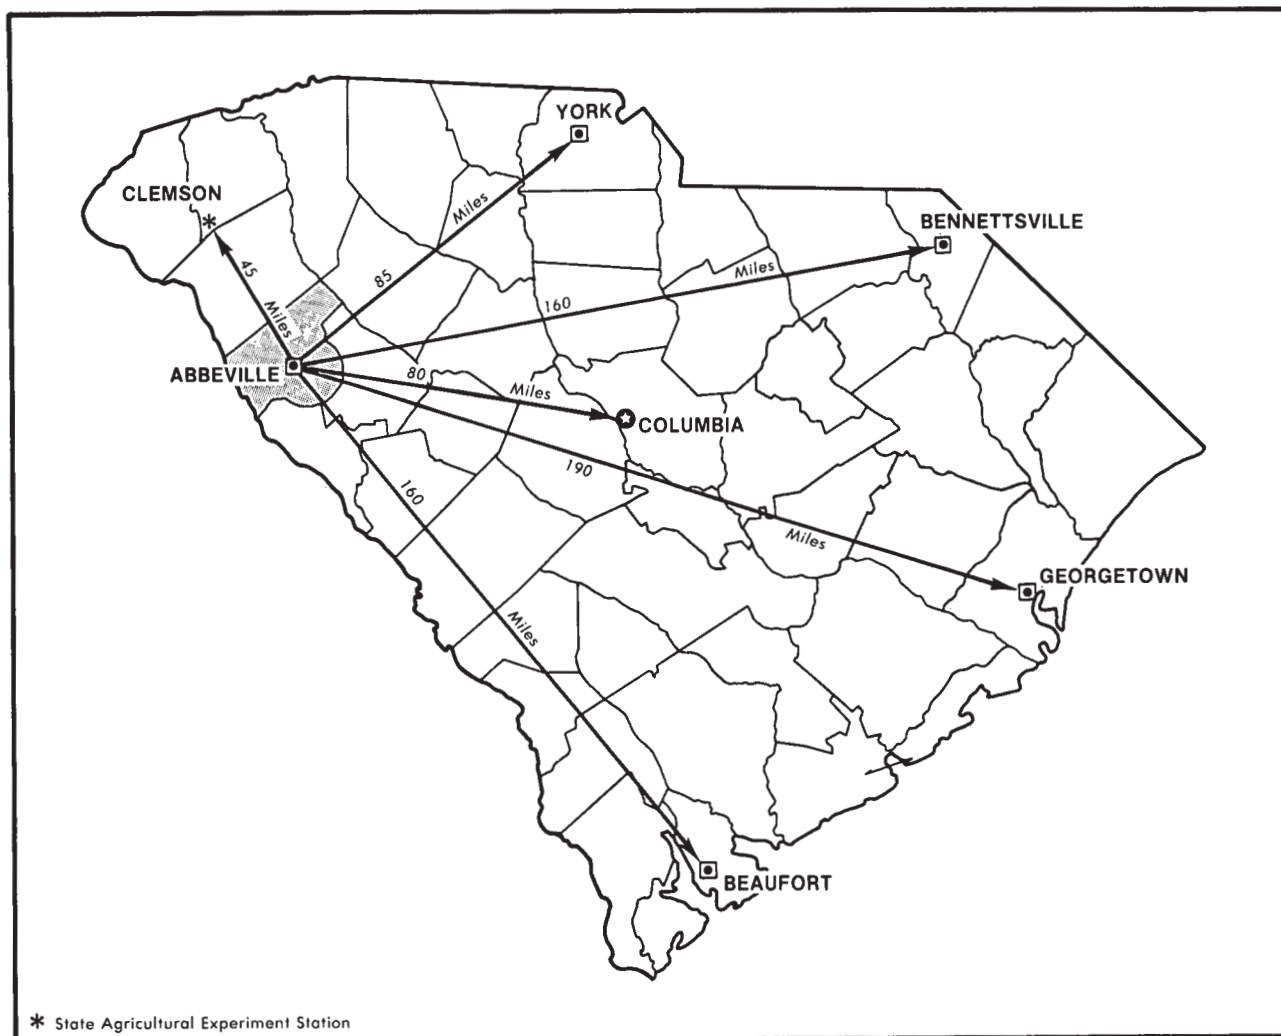 YORK
CLEMSON
*
Miles
BENNETTSVILLE
45
85
Miles
160
Miles
ABBEVILLE
80
Miles
COLUMBIA
190
160
Miles
GEORGETOWN
Miles
BEAUFORT
* State Agricultural Experiment Station